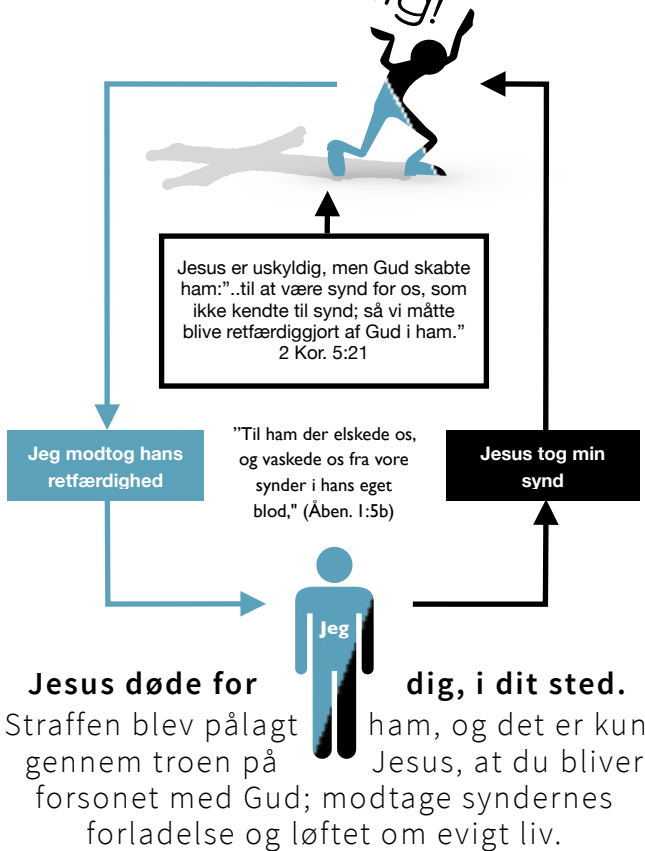 Jesus er uskyldig, men Gud skabte
ham:"..til at være synd for os, som
ikke kendte til synd; så vi måtte
blive retfærdiggjort af Gud i ham."
2 Kor. 5:21
Jeg modtog hans
retfærdighed
"Til ham der elskede os,
og vaskede os fra vore
synder i hans eget
blod," (Åben. 1:5b)
Jesus tog min
synd
Jeg
Jesus døde for dig, i dit sted.
Straffen blev pålagt ham, og det er kun
gennem troen på Jesus, at du bliver
forsonet med Gud; modtage syndernes
forladelse og løftet om evigt liv.